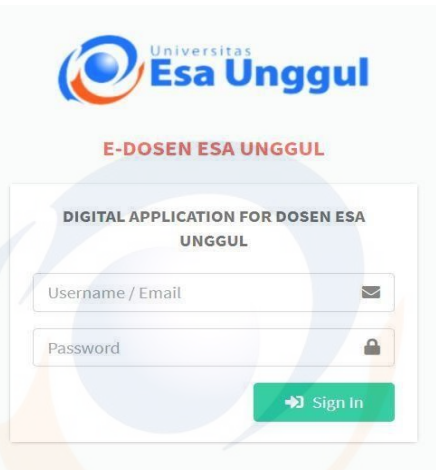 Universitas
Esa Unggul
E-DOSEN ESA UNGGUL
DIGITAL APPLICATION FOR DOSEN ESA
UNGGUL
Username / Email
Password
Sign In